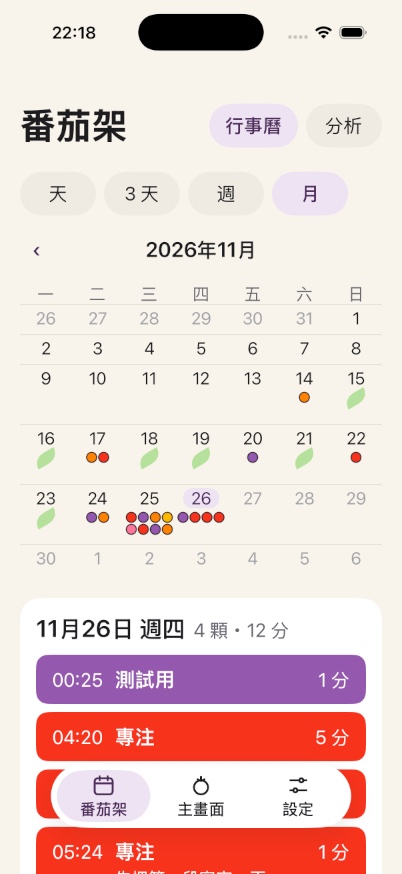 22:18
番茄架 行事曆 分析
天 3 天 週 月
‹ 2026年11月
一 二 三 四 五 六 日
26 27 28 29 30 31 1
2 3 4 5 6 7 8
9 10 11 12 13 14 15
16 17 18 19 20 21 22
23 24 25 26 27 28 29
30 1 2 3 4 5 6
11月26日 週四 4 顆・12 分
00:25 測試用 1 分
04:20 專注 5 分
番茄架 主畫面 設定
05:24 專注 1 分